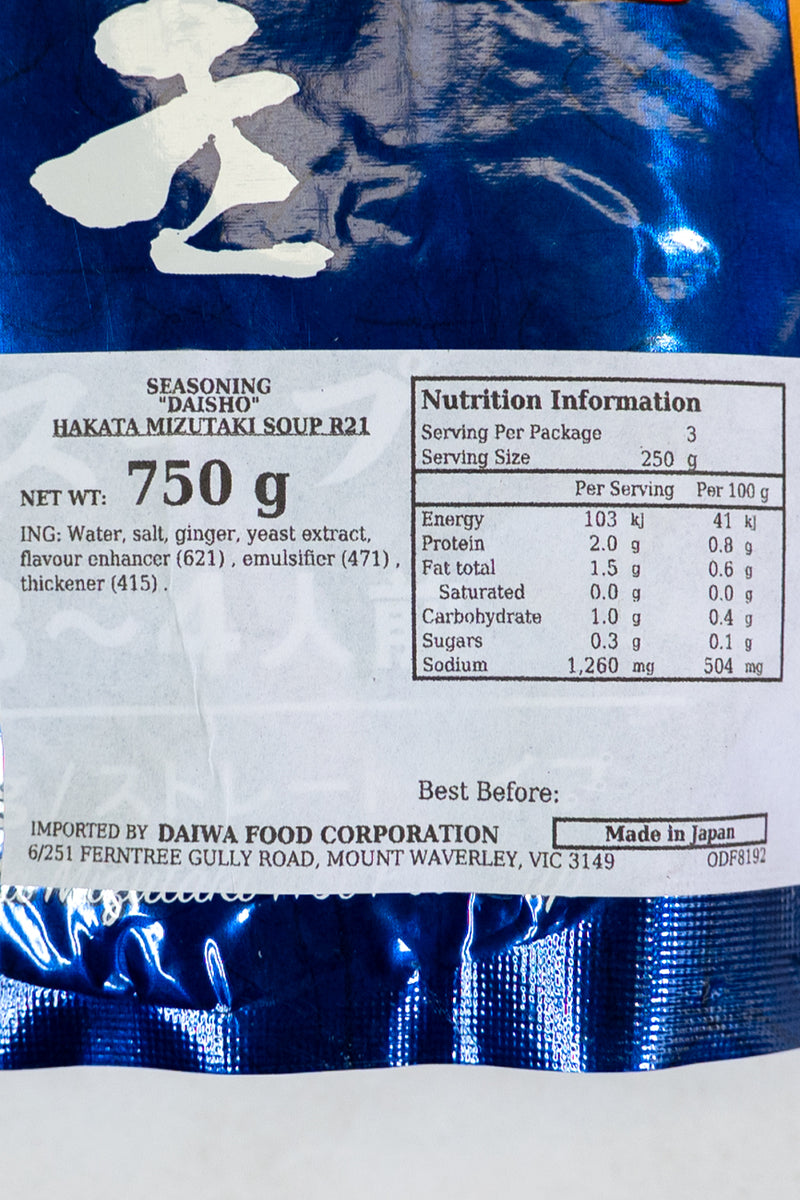 SEASONING
"DAISHO"
HAKATA MIZUTAKI SOUP R21
NET WT: 750 g
ING: Water, salt, ginger, yeast extract,
flavour enhancer (621) , emulsifier (471) ,
thickener (415) .
Nutrition Information
Serving Per Package 3
Serving Size 250 g
Per Serving Per 100 g
Energy 103 kj 41 kj
Protein 2.0 g 0.8 g
Fat total 1.5 g 0.6 g
Saturated 0.0 g 0.0 g
Carbohydrate 1.0 g 0.4 g
Sugars 0.3 g 0.1 g
Sodium 1,260 mg 504 mg
Best Before:
IMPORTED BY DAIWA FOOD CORPORATION
Made in Japan
6/251 FERNTREE GULLY ROAD, MOUNT WAVERLEY, VIC 3149
ODF8192